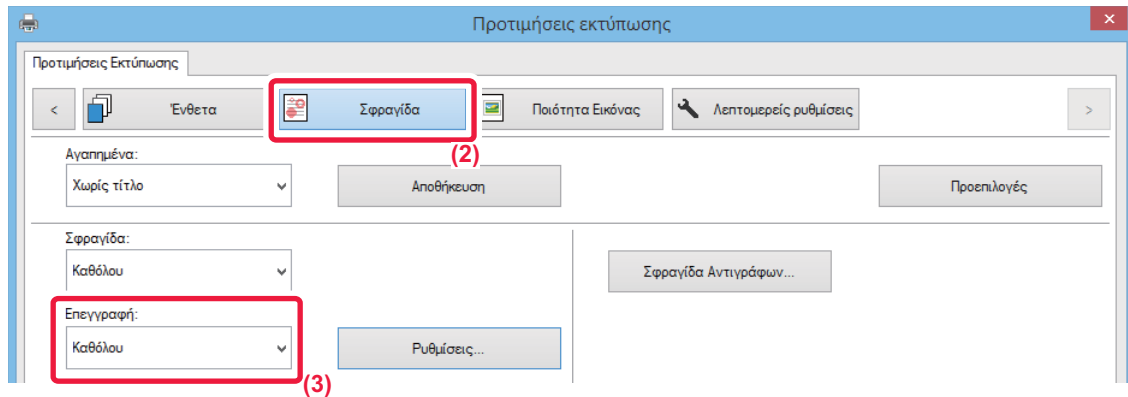 Προτιμήσεις εκτύπωσης
Προτιμήσεις Εκτύπωσης
< Ένθετα Σφραγίδα Ποιότητα Εικόνας Λεπτομερείς ρυθμίσεις >
(2)
Αγαπημένα:
Χωρίς τίτλο Αποθήκευση Προεπιλογές
Σφραγίδα:
Καθόλου Σφραγίδα Αντιγράφων...
Επεγγραφή:
Καθόλου Ρυθμίσεις...
(3)